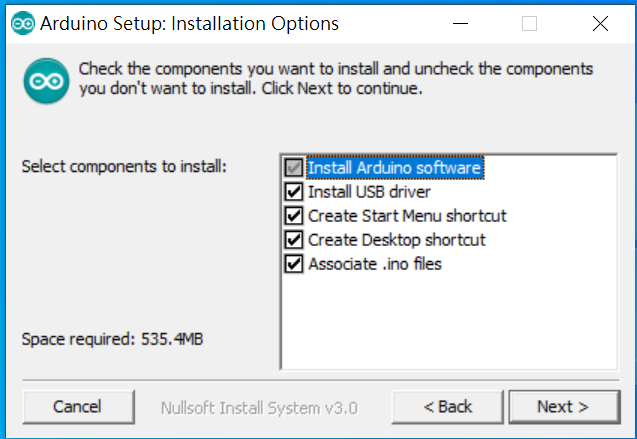 Arduino Setup: Installation Options
Check the components you want to install and uncheck the components
you don't want to install. Click Next to continue.
Select components to install:
Install Arduino software
Install USB driver
Create Start Menu shortcut
Create Desktop shortcut
Associate .ino files
Space required: 535.4MB
Cancel
Nullsoft Install System v3.0
< Back
Next >